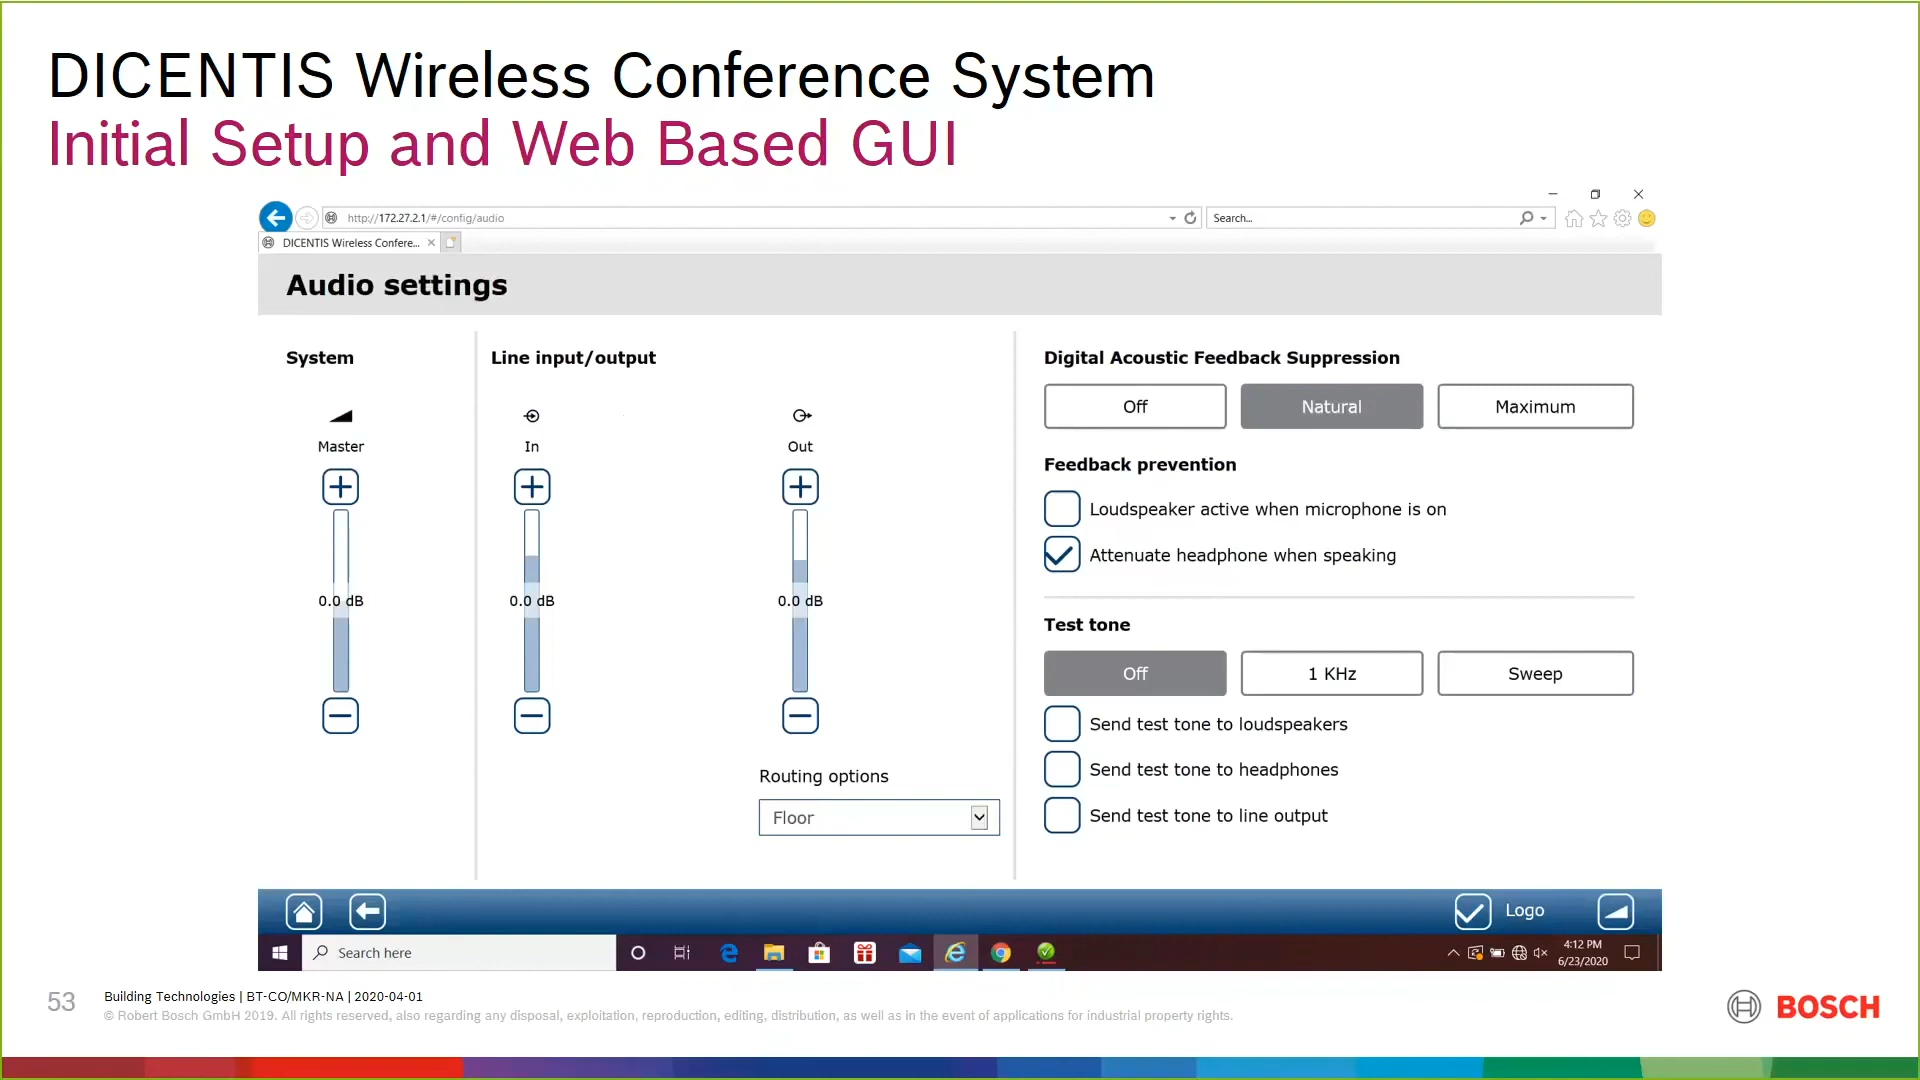 DICENTIS Wireless Conference System
Initial Setup and Web Based GUI
http://172.27.2.1/#/config/audio
Search...
DICENTIS Wireless Confere...
Audio settings
System
Line input/output
Digital Acoustic Feedback Suppression
Off
Natural
Maximum
Master
In
Out
Feedback prevention
Loudspeaker active when microphone is on
Attenuate headphone when speaking
0.0 dB
0.0 dB
0.0 dB
Test tone
Off
1 KHz
Sweep
Send test tone to loudspeakers
Send test tone to headphones
Send test tone to line output
Routing options
Floor
Logo
Search here
4:12 PM
6/23/2020
53
Building Technologies | BT-CO/MKR-NA | 2020-04-01
© Robert Bosch GmbH 2019. All rights reserved, also regarding any disposal, exploitation, reproduction, editing, distribution, as well as in the event of applications for industrial property rights.
BOSCH